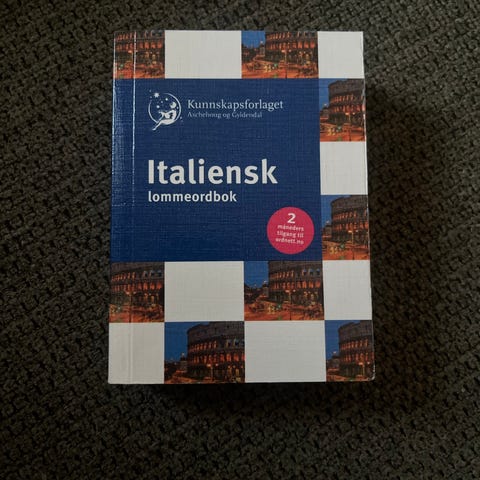 Kunnskapsforlaget
Aschehoug og Gyldendal
Italiensk
lommeordbok
2
måneders
tilgang til
ordnett.no